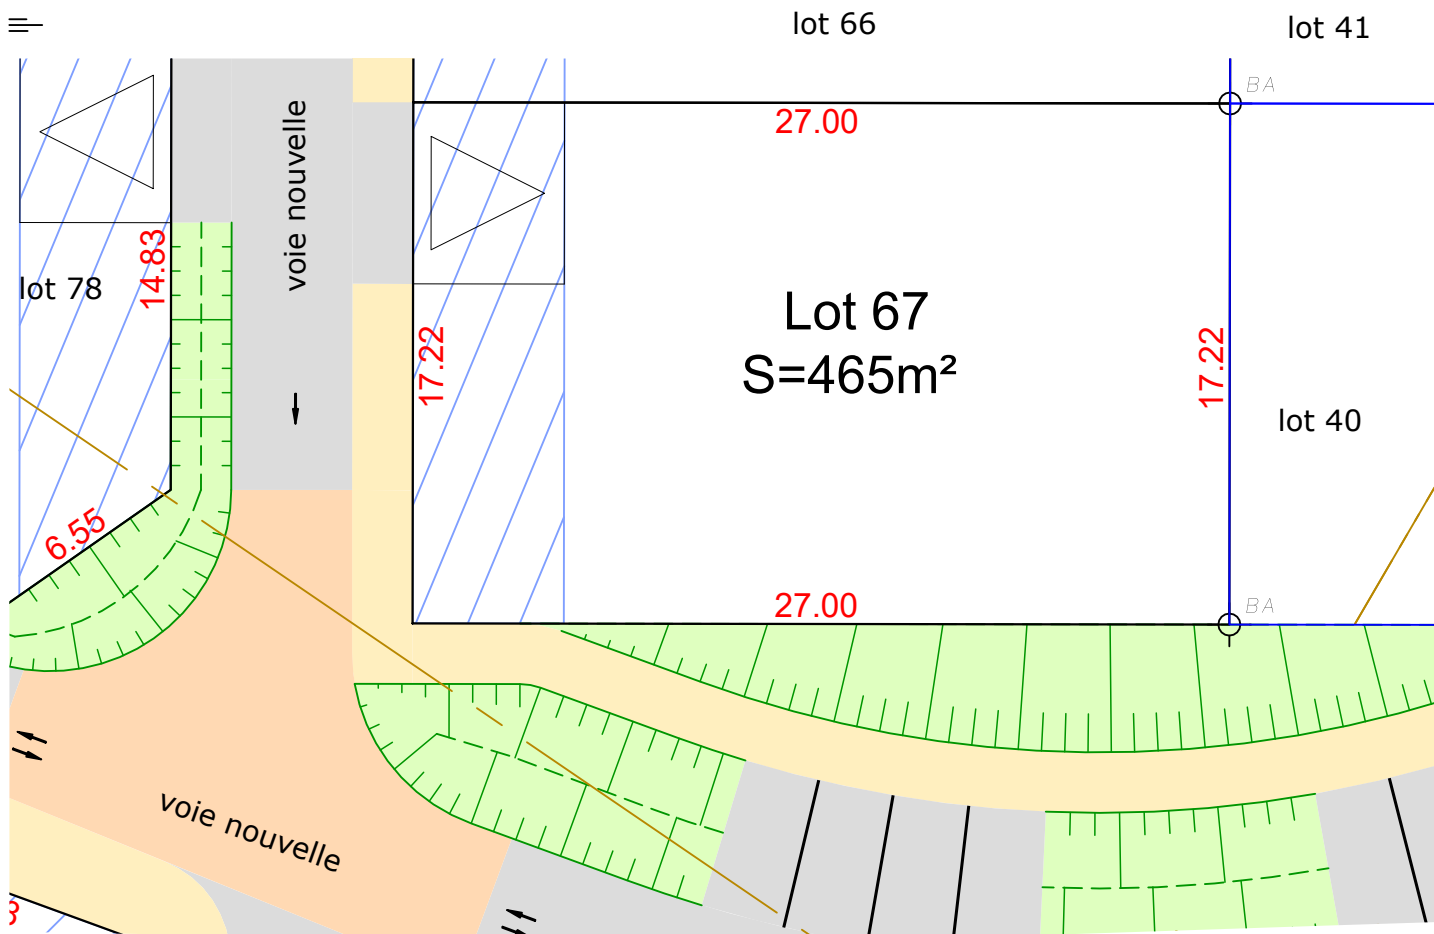 lot 66
lot 41
BA
27.00
voie nouvelle
14.83
lot 78
Lot 67
S=465m²
17.22
17.22
lot 40
6.55
27.00
BA
voie nouvelle